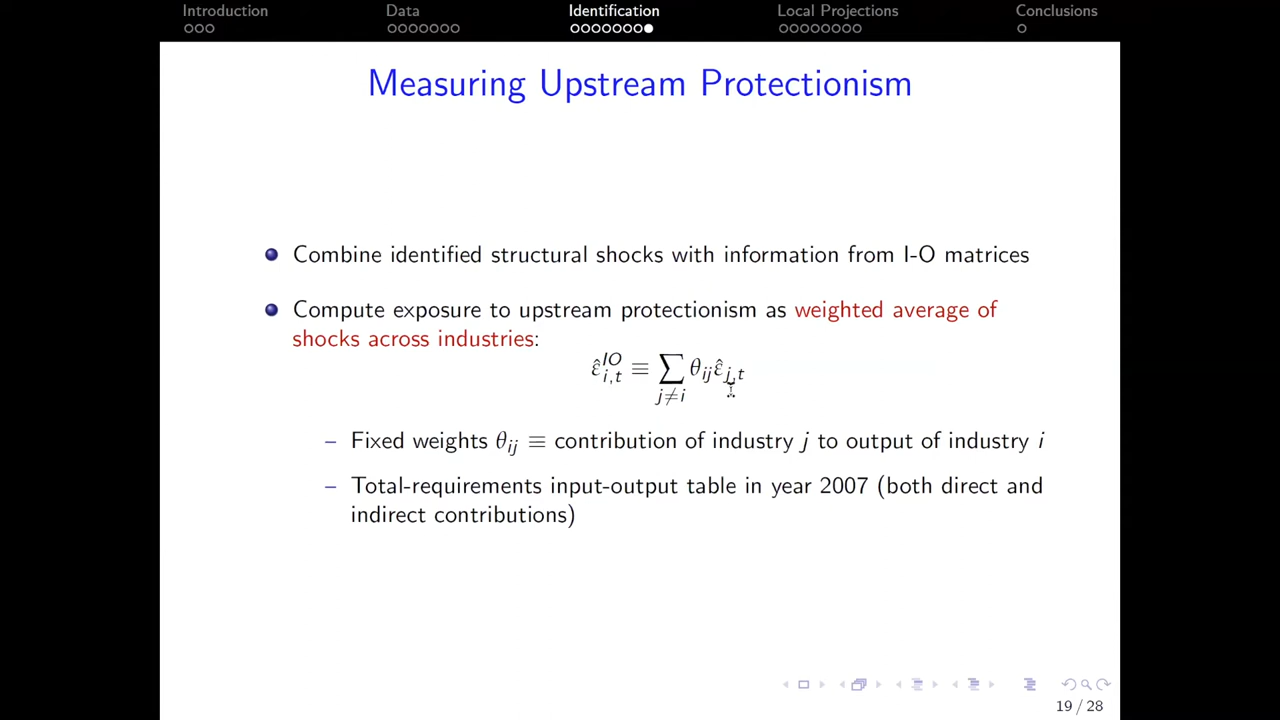 Introduction Data Identification Local Projections Conclusions
Measuring Upstream Protectionism
Combine identified structural shocks with information from I-O matrices
Compute exposure to upstream protectionism as weighted average of
shocks across industries:
ε̂^{IO}_{i,t} ≡ ∑_{j≠i} θ_{ij} ε̂_{j,t}
– Fixed weights θ_{ij} ≡ contribution of industry j to output of industry i
– Total-requirements input-output table in year 2007 (both direct and
indirect contributions)
19 / 28